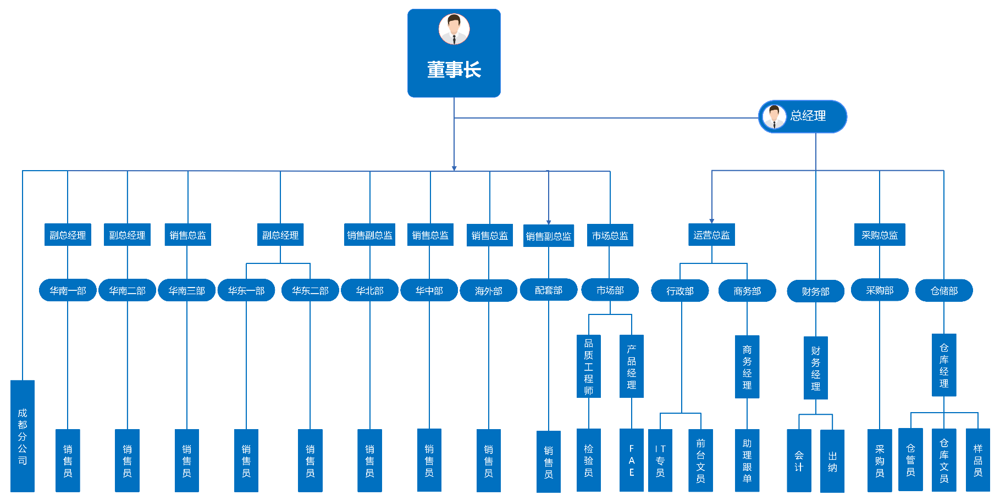 董事长
总经理
副总经理
副总经理
销售总监
副总经理
销售副总监
销售总监
销售总监
销售副总监
市场总监
运营总监
采购总监
华南一部
华南二部
华南三部
华东一部
华东二部
华北部
华中部
海外部
配套部
市场部
行政部
商务部
财务部
采购部
仓储部
品质工程师
产品经理
商务经理
财务经理
仓库经理
成都分公司
销售员
销售员
销售员
销售员
销售员
销售员
销售员
销售员
销售员
检验员
FAE
IT专员
前台文员
助理跟单
会计
出纳
采购员
仓管员
仓库文员
样品员